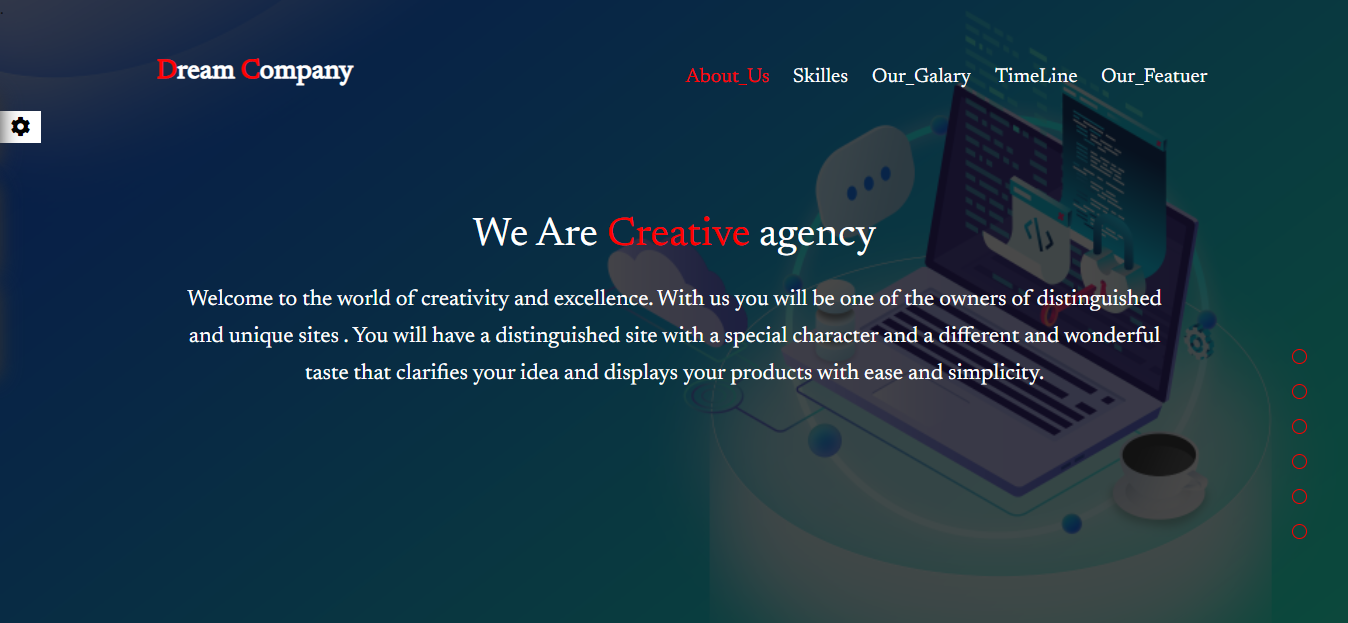 Dream Company
About_Us Skilles Our_Galary TimeLine Our_Featuer
We Are Creative agency
Welcome to the world of creativity and excellence. With us you will be one of the owners of distinguished
and unique sites . You will have a distinguished site with a special character and a different and wonderful
taste that clarifies your idea and displays your products with ease and simplicity.